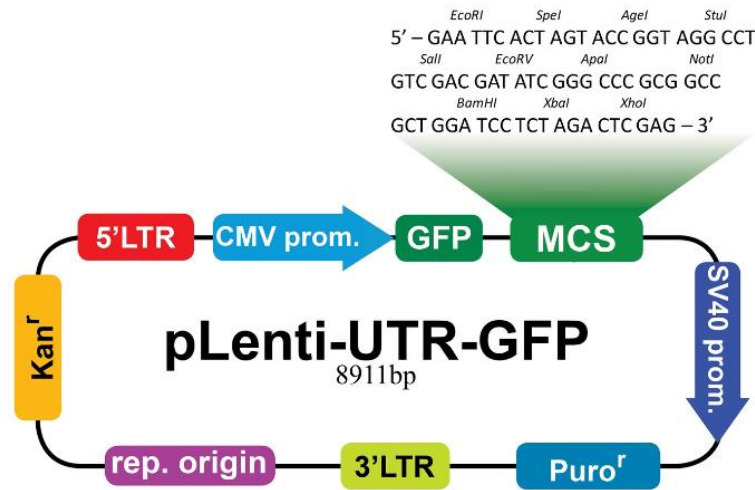 EcoRI SpeI AgeI StuI
5' – GAA TTC ACT AGT ACC GGT AGG CCT
SalI EcoRV ApaI NotI
GTC GAC GAT ATC GGG CCC GCG GCC
BamHI XbaI XhoI
GCT GGA TCC TCT AGA CTC GAG – 3'
5'LTR CMV prom. GFP MCS
SV40 prom.
Kanʳ
pLenti-UTR-GFP
8911bp
rep. origin 3'LTR Puroʳ